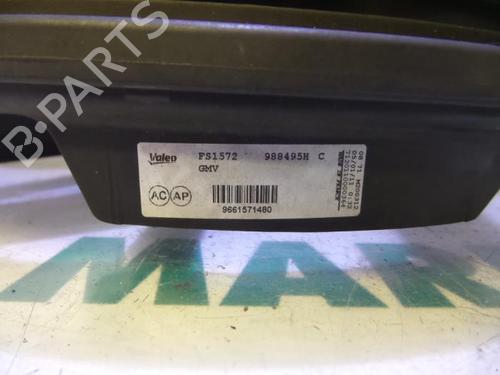 B-PARTS
Valeo FS1572 988495H C
GMV
AC AP
9661571480
MAR